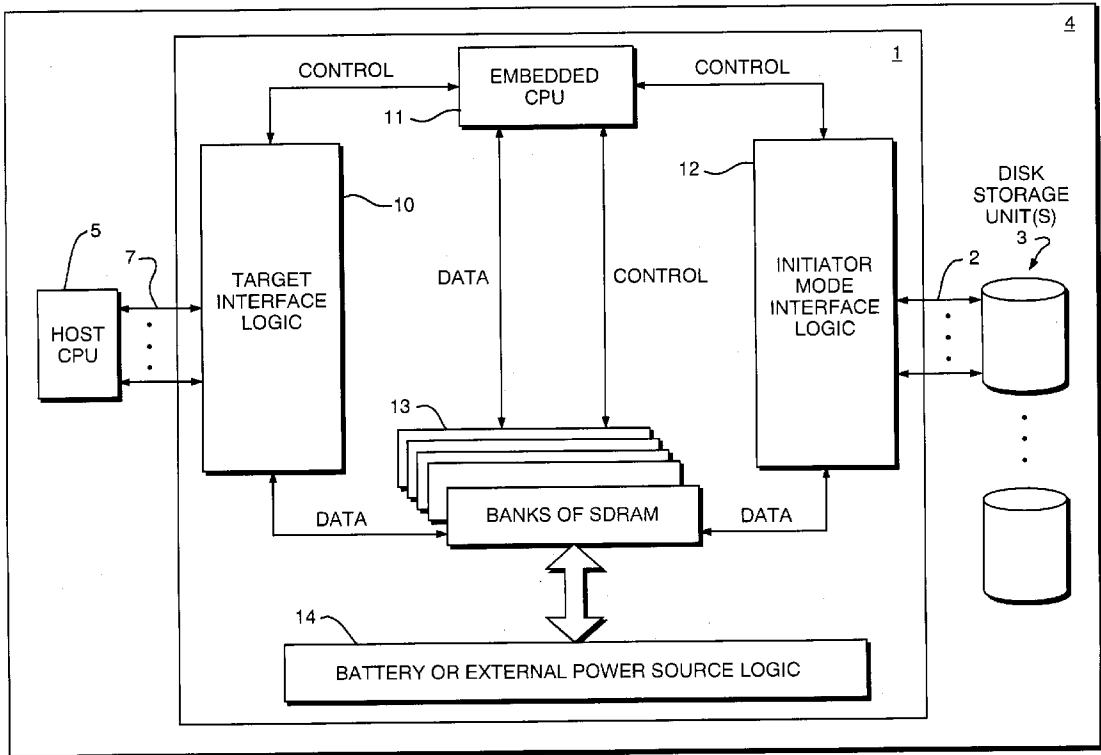 4
1
CONTROL
EMBEDDED
CPU
CONTROL
11
12
10
DISK
STORAGE
UNIT(S)
3
5
7
2
HOST
CPU
TARGET
INTERFACE
LOGIC
DATA
CONTROL
INITIATOR
MODE
INTERFACE
LOGIC
13
DATA
BANKS OF SDRAM
DATA
14
BATTERY OR EXTERNAL POWER SOURCE LOGIC